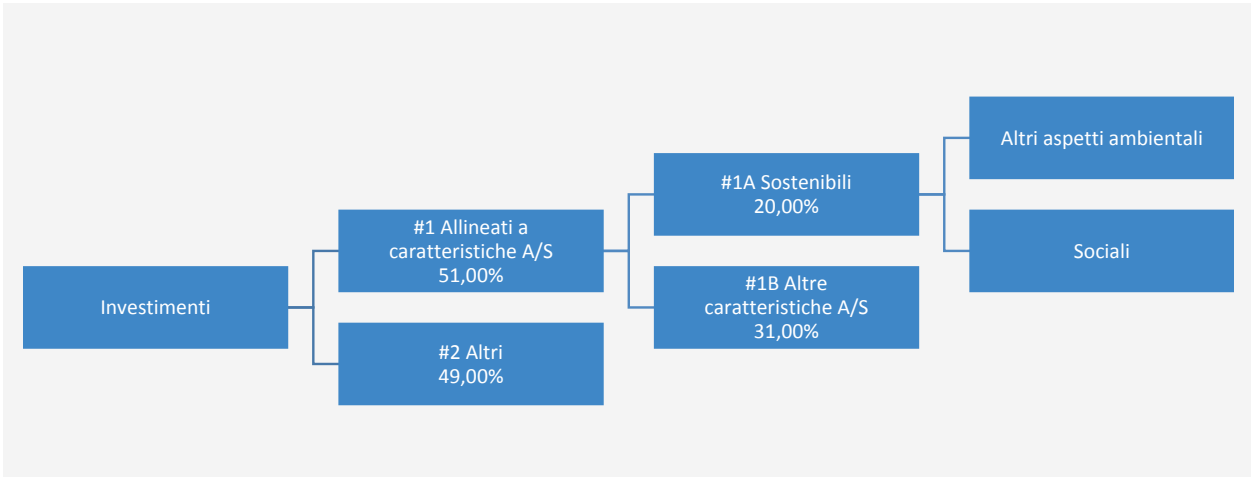 Investimenti
#1 Allineati a
caratteristiche A/S
51,00%
#2 Altri
49,00%
#1A Sostenibili
20,00%
#1B Altre
caratteristiche A/S
31,00%
Altri aspetti ambientali
Sociali